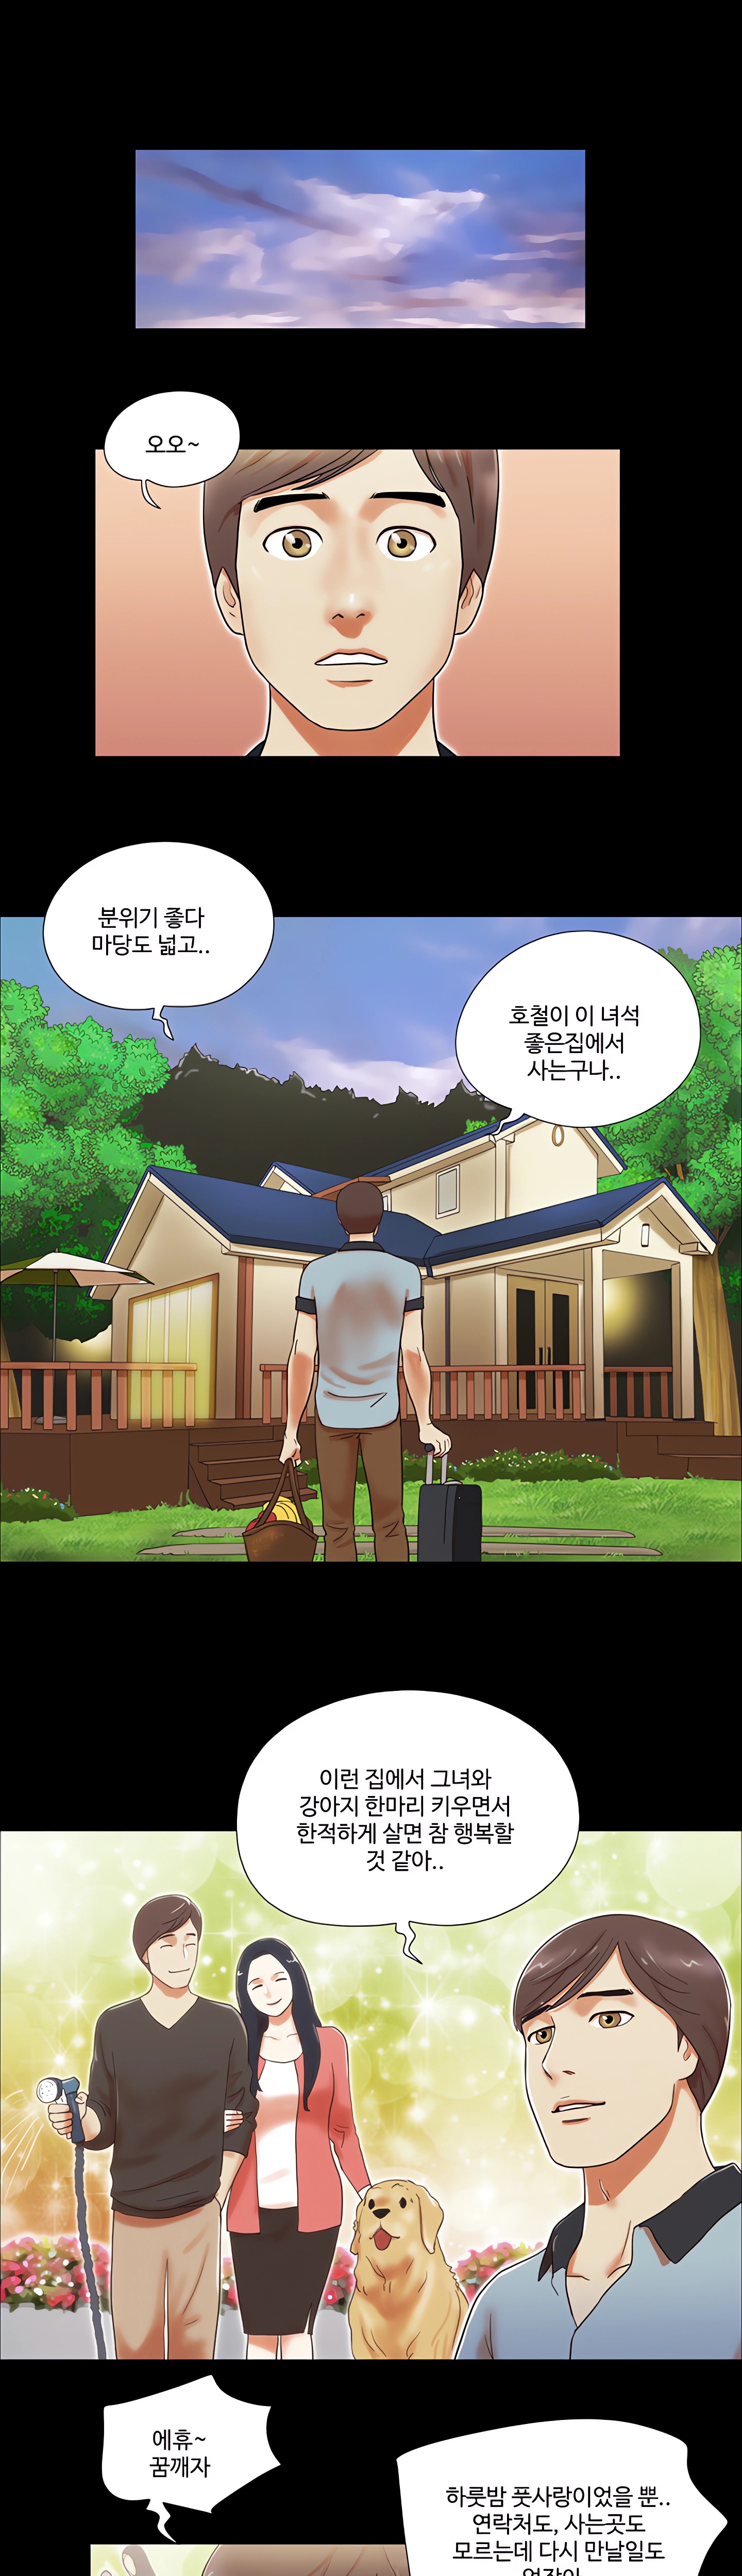 오오~
분위기 좋다
마당도 넓고..
호철이 이 녀석
좋은집에서
사는구나..
이런 집에서 그녀와
강아지 한마리 키우면서
한적하게 살면 참 행복할
것 같아..
에휴~
꿈깨자
하룻밤 풋사랑이었을 뿐..
연락처도, 사는곳도
모르는데 다시 만날일도